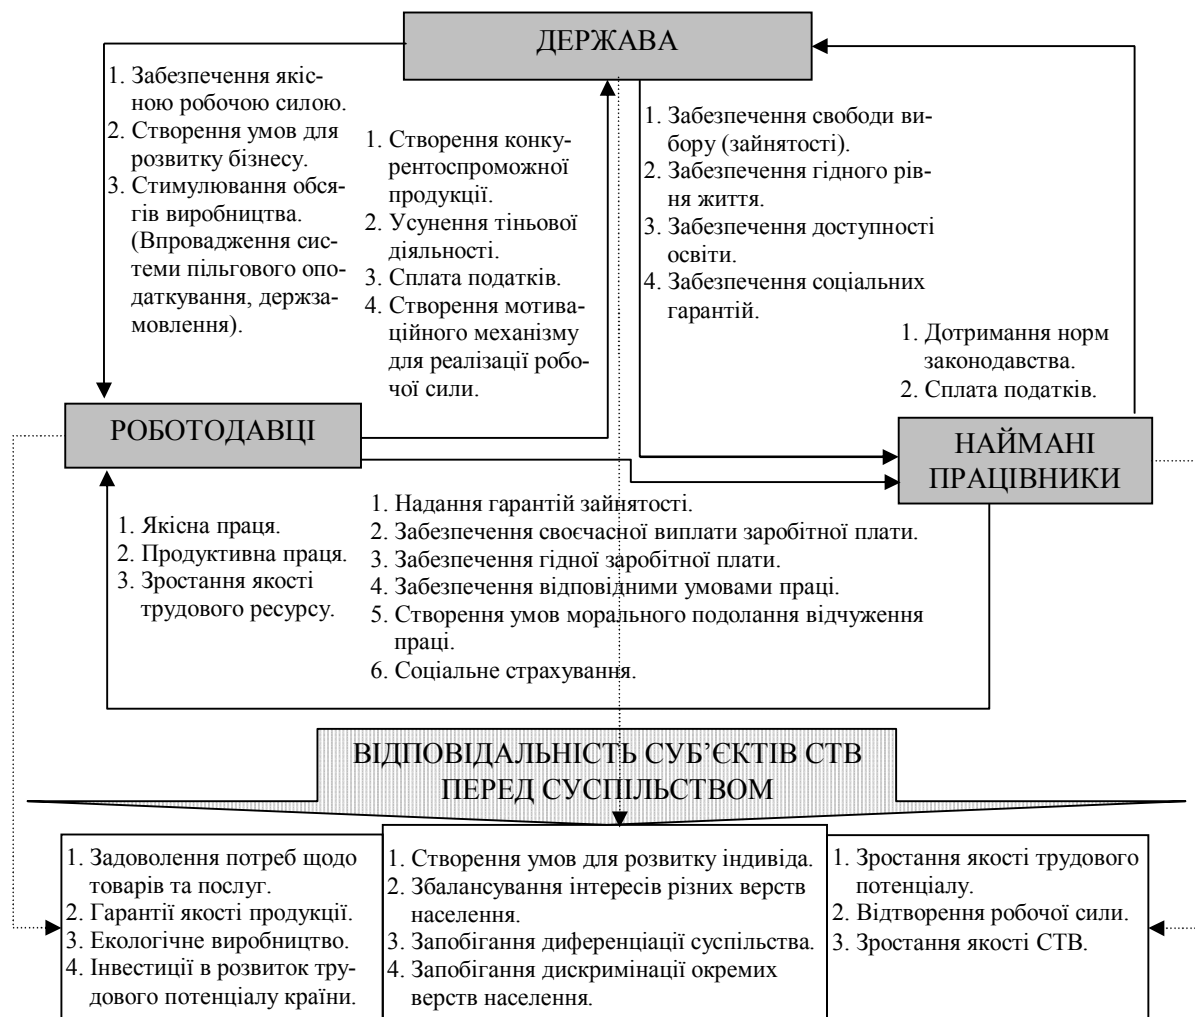 ДЕРЖАВА
1. Забезпечення якіс-
ною робочою силою.
2. Створення умов для
розвитку бізнесу.
3. Стимулювання обся-
гів виробництва.
(Впровадження сис-
теми пільгового опо-
даткування, держза-
мовлення).
1. Створення конку-
рентоспроможної
продукції.
2. Усунення тіньової
діяльності.
3. Сплата податків.
4. Створення мотива-
ційного механізму
для реалізації робо-
чої сили.
1. Забезпечення свободи ви-
бору (зайнятості).
2. Забезпечення гідного рів-
ня життя.
3. Забезпечення доступності
освіти.
4. Забезпечення соціальних
гарантій.
1. Дотримання норм
законодавства.
2. Сплата податків.
РОБОТОДАВЦІ
НАЙМАНІ
ПРАЦІВНИКИ
1. Якісна праця.
2. Продуктивна праця.
3. Зростання якості
трудового ресурсу.
1. Надання гарантій зайнятості.
2. Забезпечення своєчасної виплати заробітної плати.
3. Забезпечення гідної заробітної плати.
4. Забезпечення відповідними умовами праці.
5. Створення умов морального подолання відчуження
праці.
6. Соціальне страхування.
ВІДПОВІДАЛЬНІСТЬ СУБ’ЄКТІВ СТВ
ПЕРЕД СУСПІЛЬСТВОМ
1. Задоволення потреб щодо
товарів та послуг.
2. Гарантії якості продукції.
3. Екологічне виробництво.
4. Інвестиції в розвиток тру-
дового потенціалу країни.
1. Створення умов для розвитку індивіда.
2. Збалансування інтересів різних верств
населення.
3. Запобігання диференціації суспільства.
4. Запобігання дискримінації окремих
верств населення.
1. Зростання якості трудового
потенціалу.
2. Відтворення робочої сили.
3. Зростання якості СТВ.